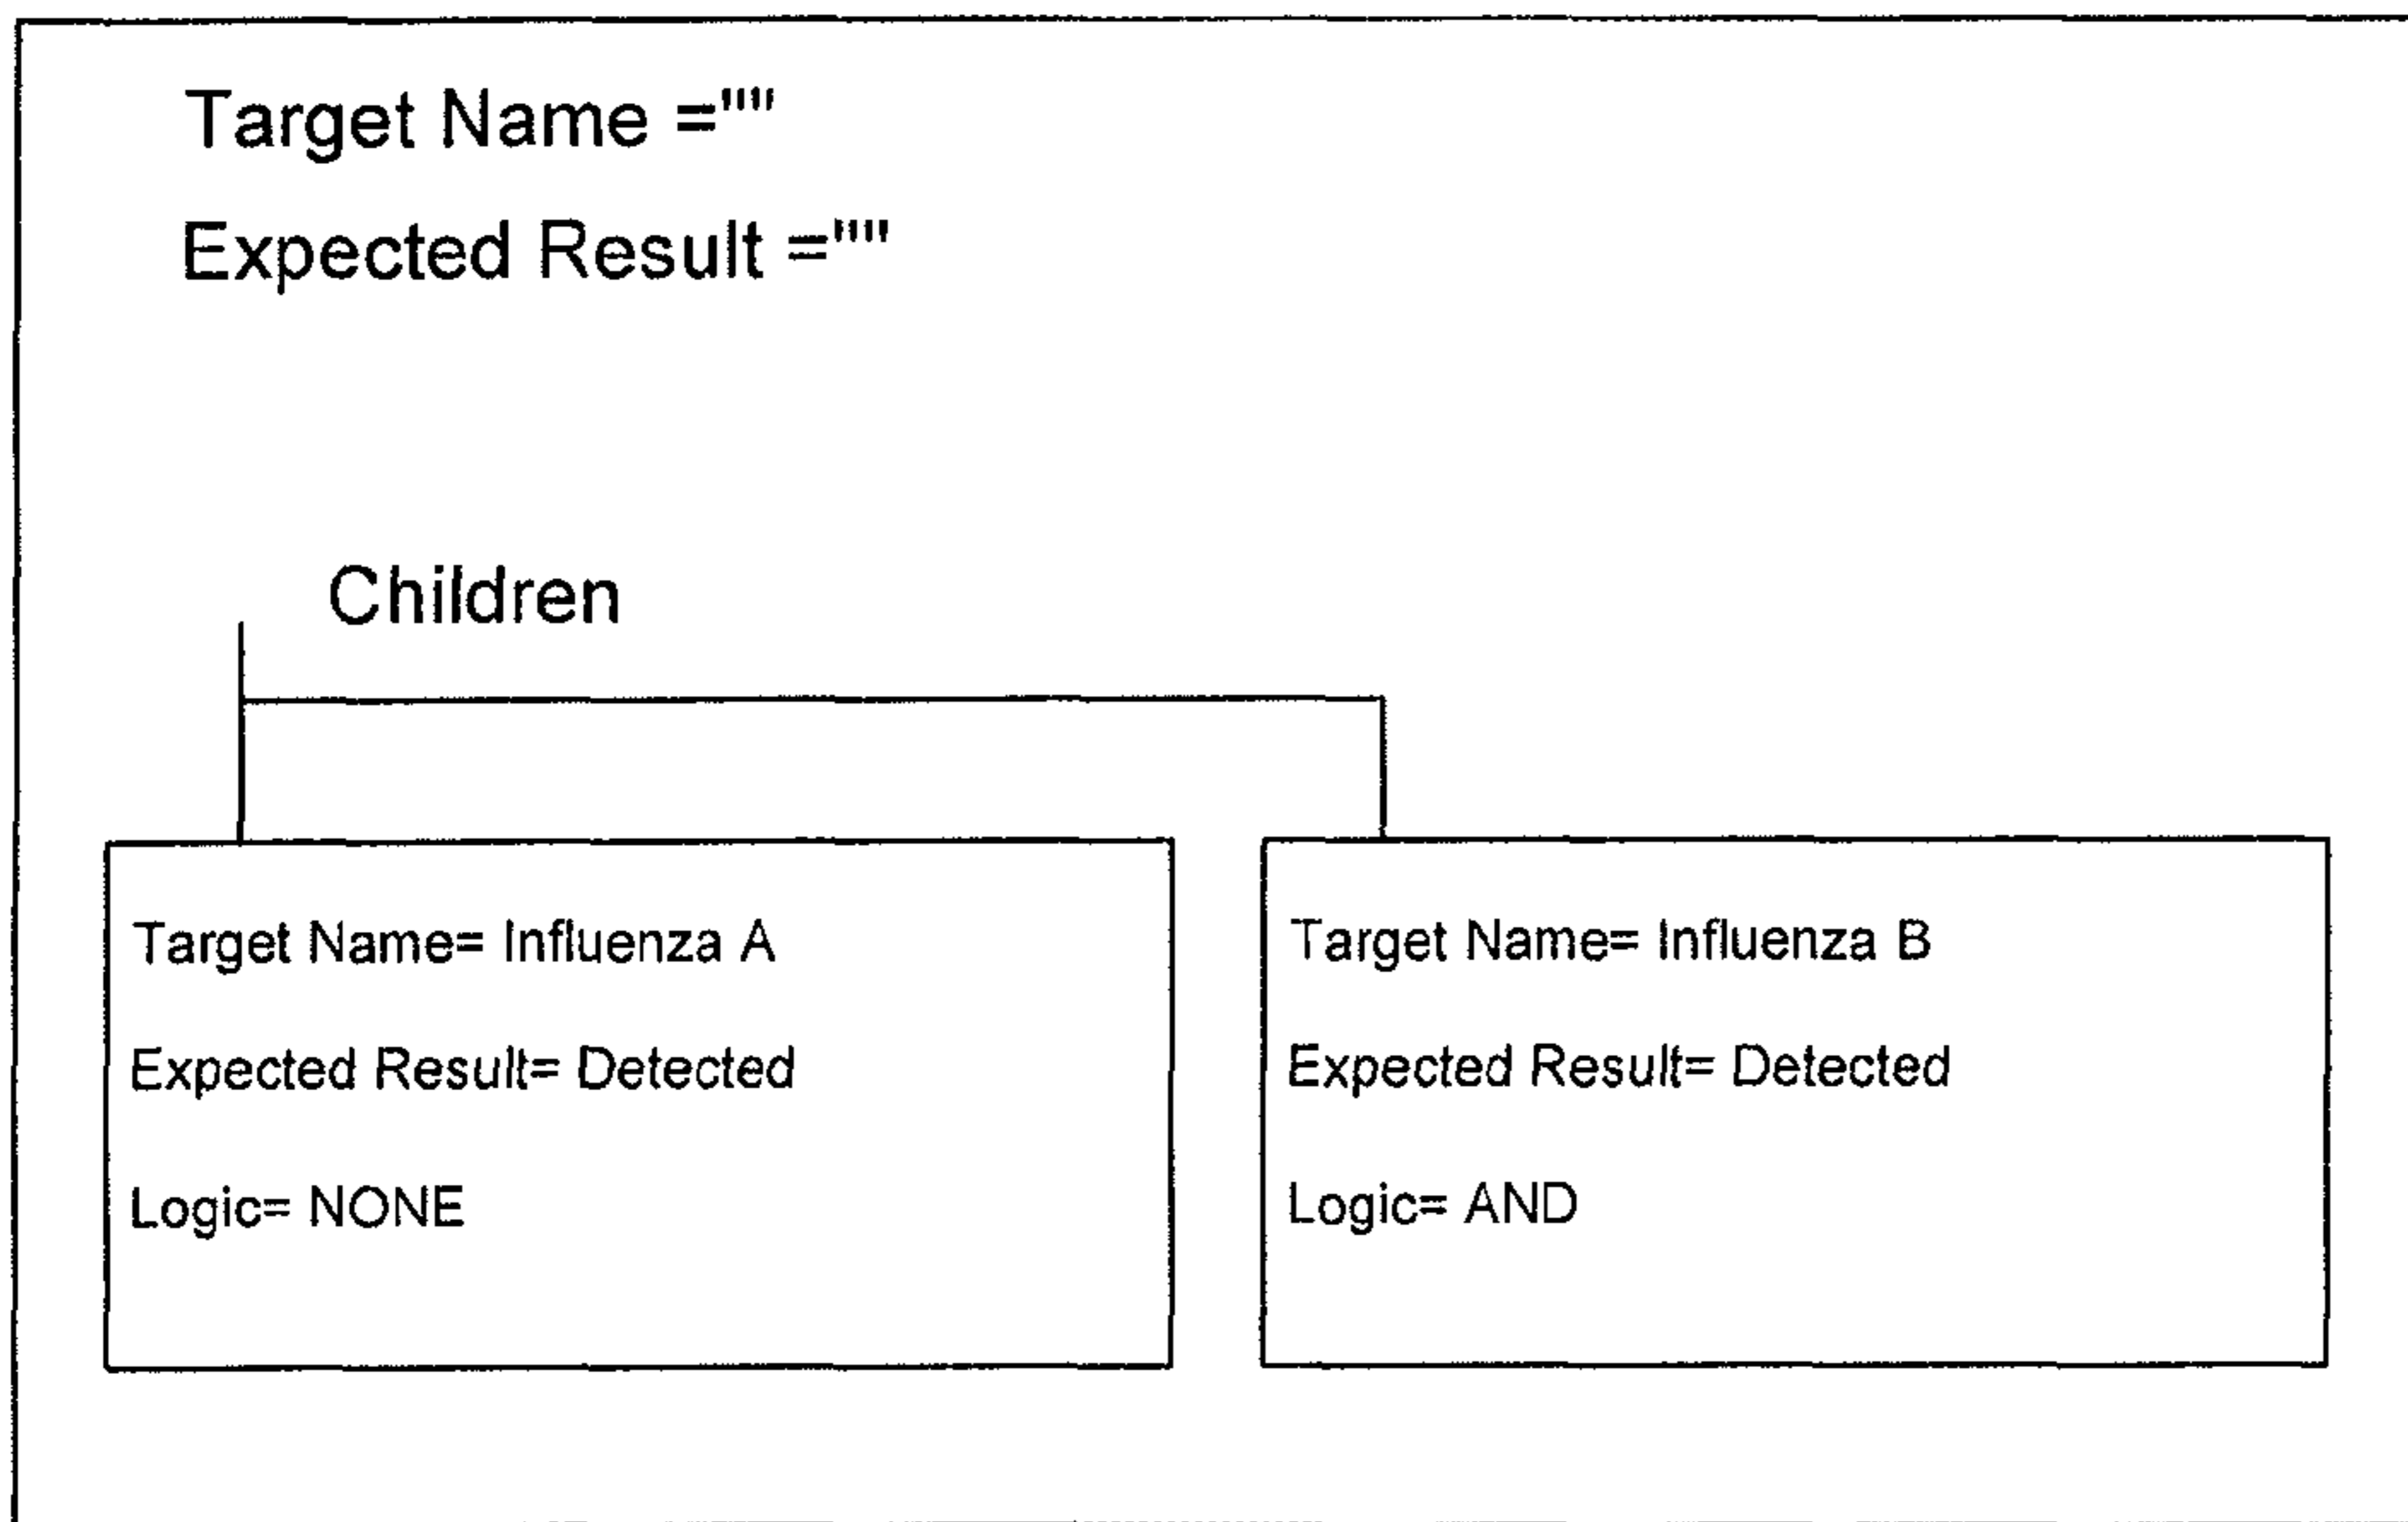 Target Name =""
Expected Result =""
Children
Target Name= Influenza A
Expected Result= Detected
Logic= NONE
Target Name= Influenza B
Expected Result= Detected
Logic= AND